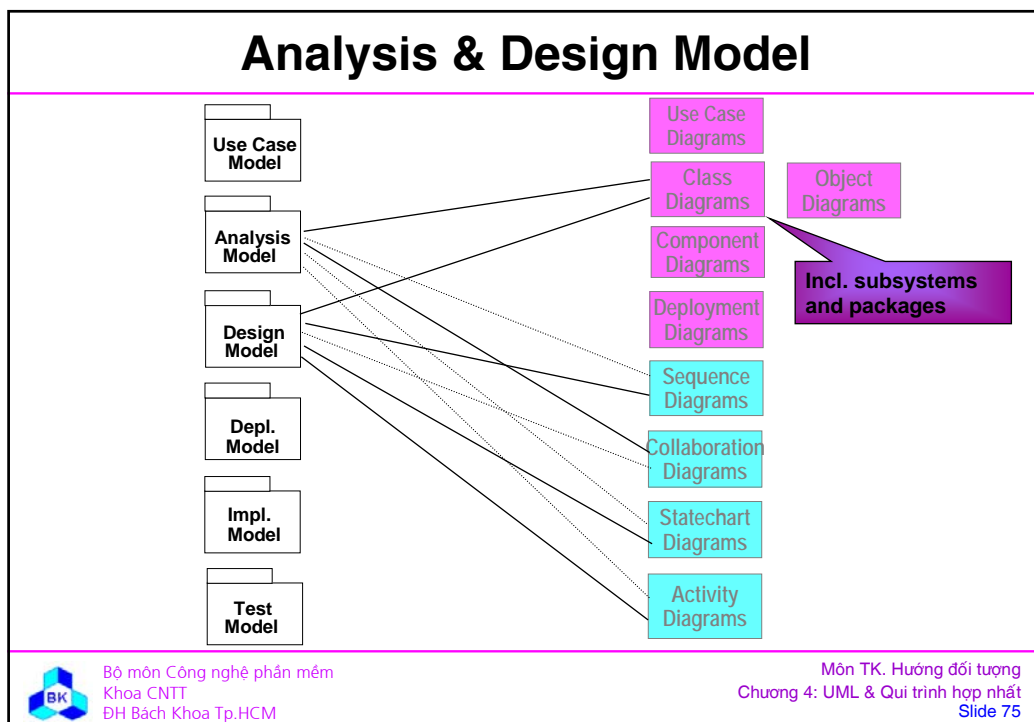 Analysis & Design Model
Use Case
Model
Analysis
Model
Design
Model
Depl.
Model
Impl.
Model
Test
Model
Use Case
Diagrams
Class
Diagrams
Object
Diagrams
Component
Diagrams
Incl. subsystems
and packages
Deployment
Diagrams
Sequence
Diagrams
Collaboration
Diagrams
Statechart
Diagrams
Activity
Diagrams
BK
Bộ môn Công nghệ phần mềm
Khoa CNTT
ĐH Bách Khoa Tp.HCM
Môn TK. Hướng đối tượng
Chương 4: UML & Qui trình hợp nhất
Slide 75